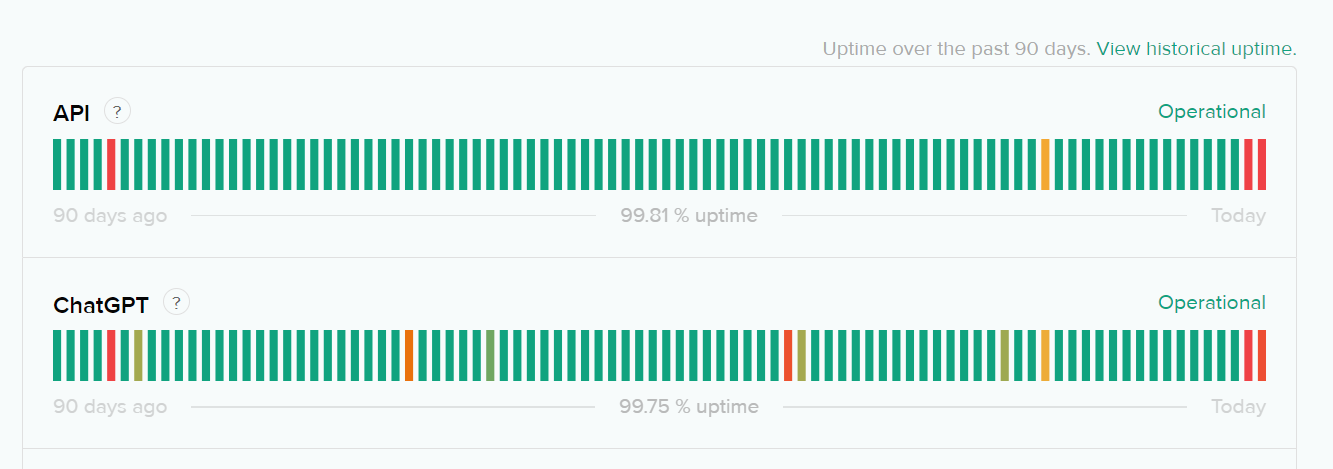 Uptime over the past 90 days. View historical uptime.
API ? Operational
90 days ago 99.81 % uptime Today
ChatGPT ? Operational
90 days ago 99.75 % uptime Today